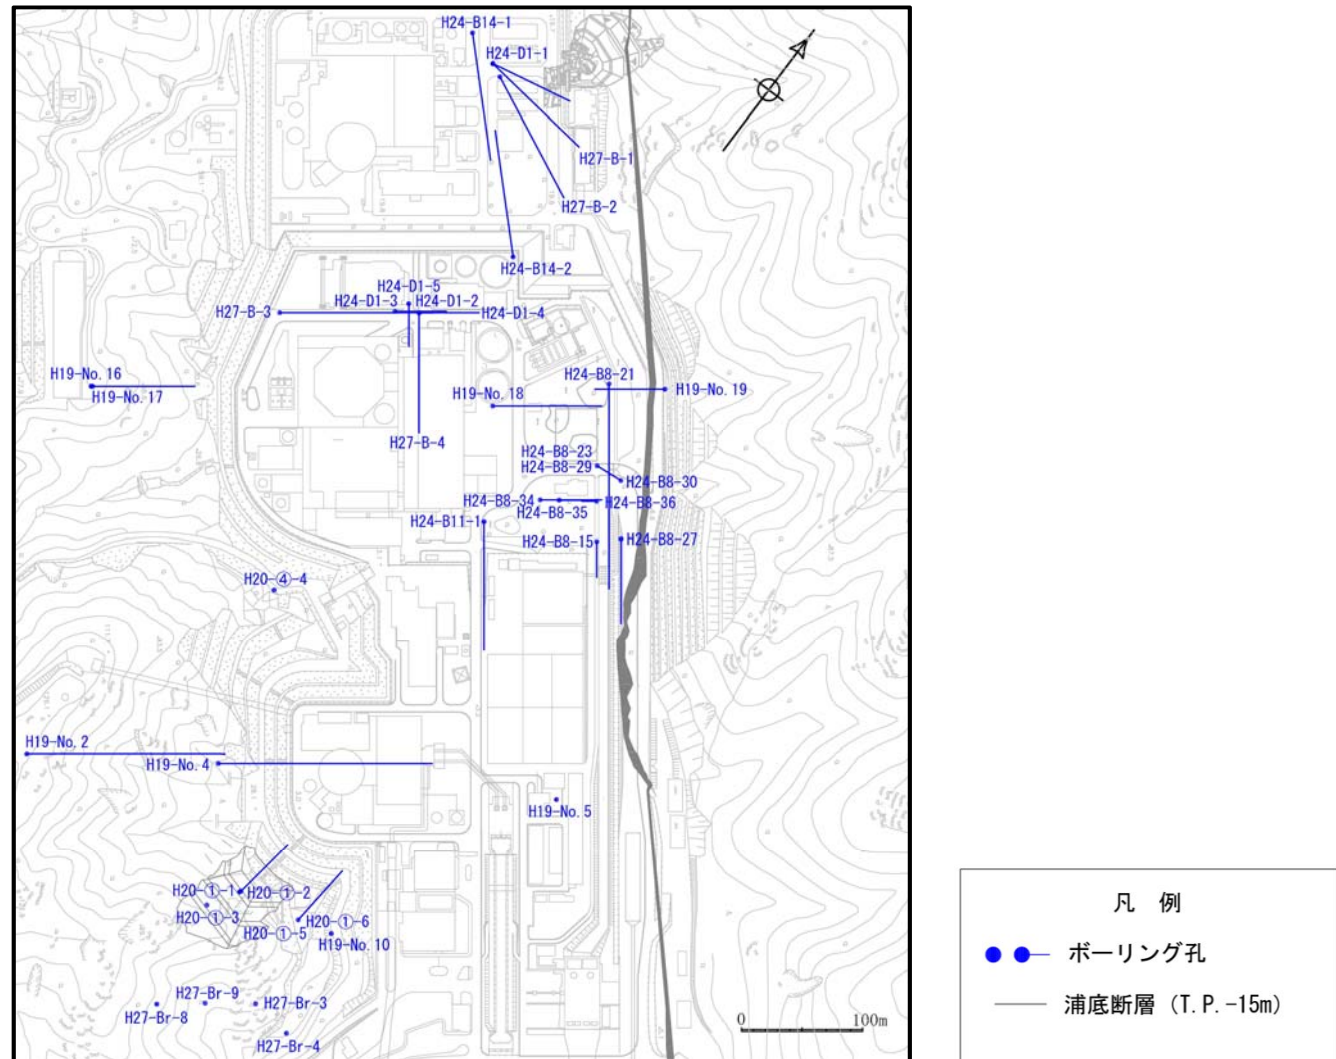 H24-B14-1
H24-D1-1
H27-B-1
H27-B-2
H24-B14-2
H24-D1-5
H24-D1-3
H24-D1-2
H27-B-3
H24-D1-4
H19-No.16
H19-No.17
H24-B8-21
H19-No.18
H19-No.19
H27-B-4
H24-B8-23
H24-B8-29
H24-B8-30
H24-B8-34
H24-B8-36
H24-B8-35
H24-B11-1
H24-B8-15
H24-B8-27
H20-④-4
H19-No.2
H19-No.4
H19-No.5
H20-①-1
H20-①-2
H20-①-3
H20-①-6
H20-①-5
H19-No.10
H27-Br-9
H27-Br-3
H27-Br-8
H27-Br-4
0
100m
凡 例
ボーリング孔
浦底断層 (T.P.-15m)